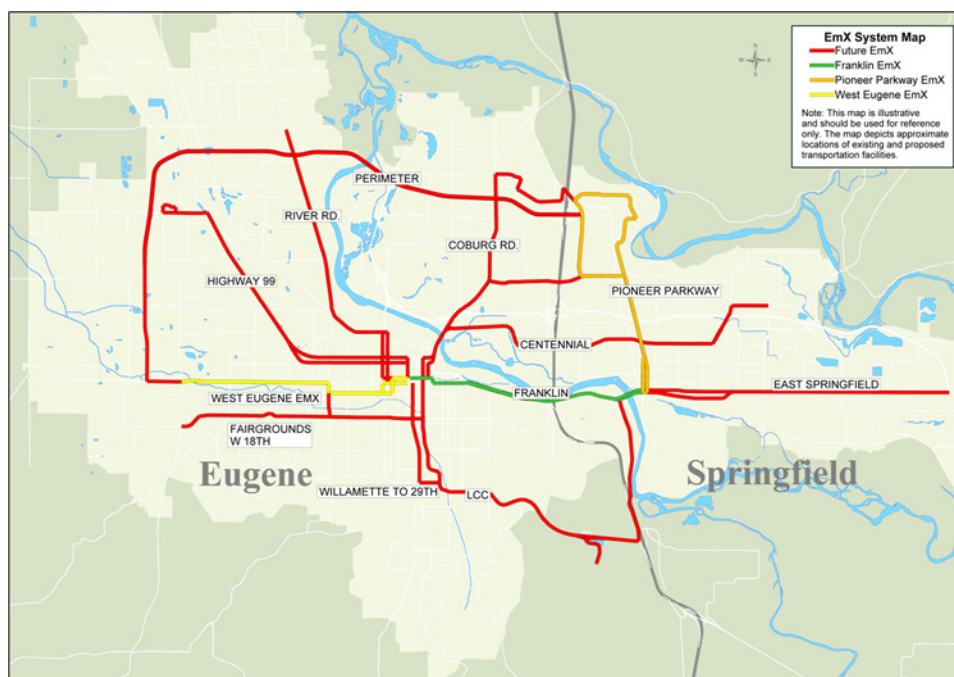 EmX System Map
Future EmX
Franklin EmX
Pioneer Parkway EmX
West Eugene EmX
Note: This map is illustrative
and should be used for reference
only. The map depicts approximate
locations of existing and proposed
transportation facilities.
N
W E
S
PERIMETER
RIVER RD.
COBURG RD.
HIGHWAY 99
PIONEER PARKWAY
CENTENNIAL
EAST SPRINGFIELD
FRANKLIN
WEST EUGENE EMX
FAIRGROUNDS
W 18TH
Eugene
Springfield
WILLAMETTE TO 29TH
LCC